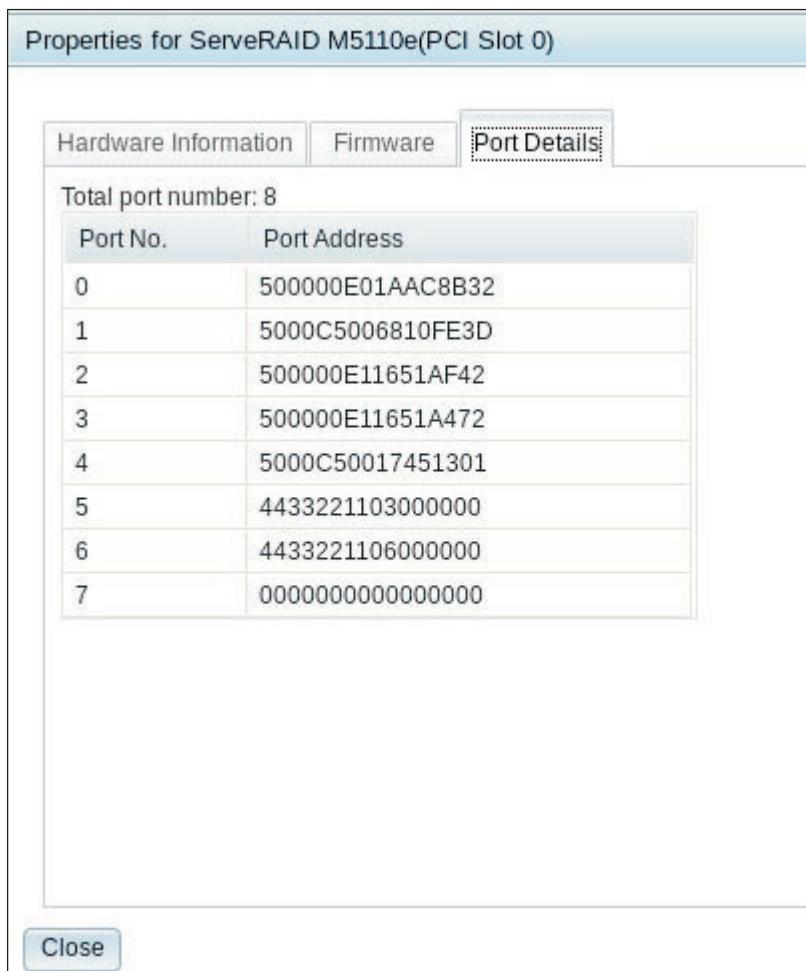 Properties for ServeRAID M5110e(PCI Slot 0)
Hardware Information Firmware Port Details
Total port number: 8
Port No. Port Address
0 500000E01AAC8B32
1 5000C5006810FE3D
2 500000E11651AF42
3 500000E11651A472
4 5000C50017451301
5 4433221103000000
6 4433221106000000
7 0000000000000000
Close